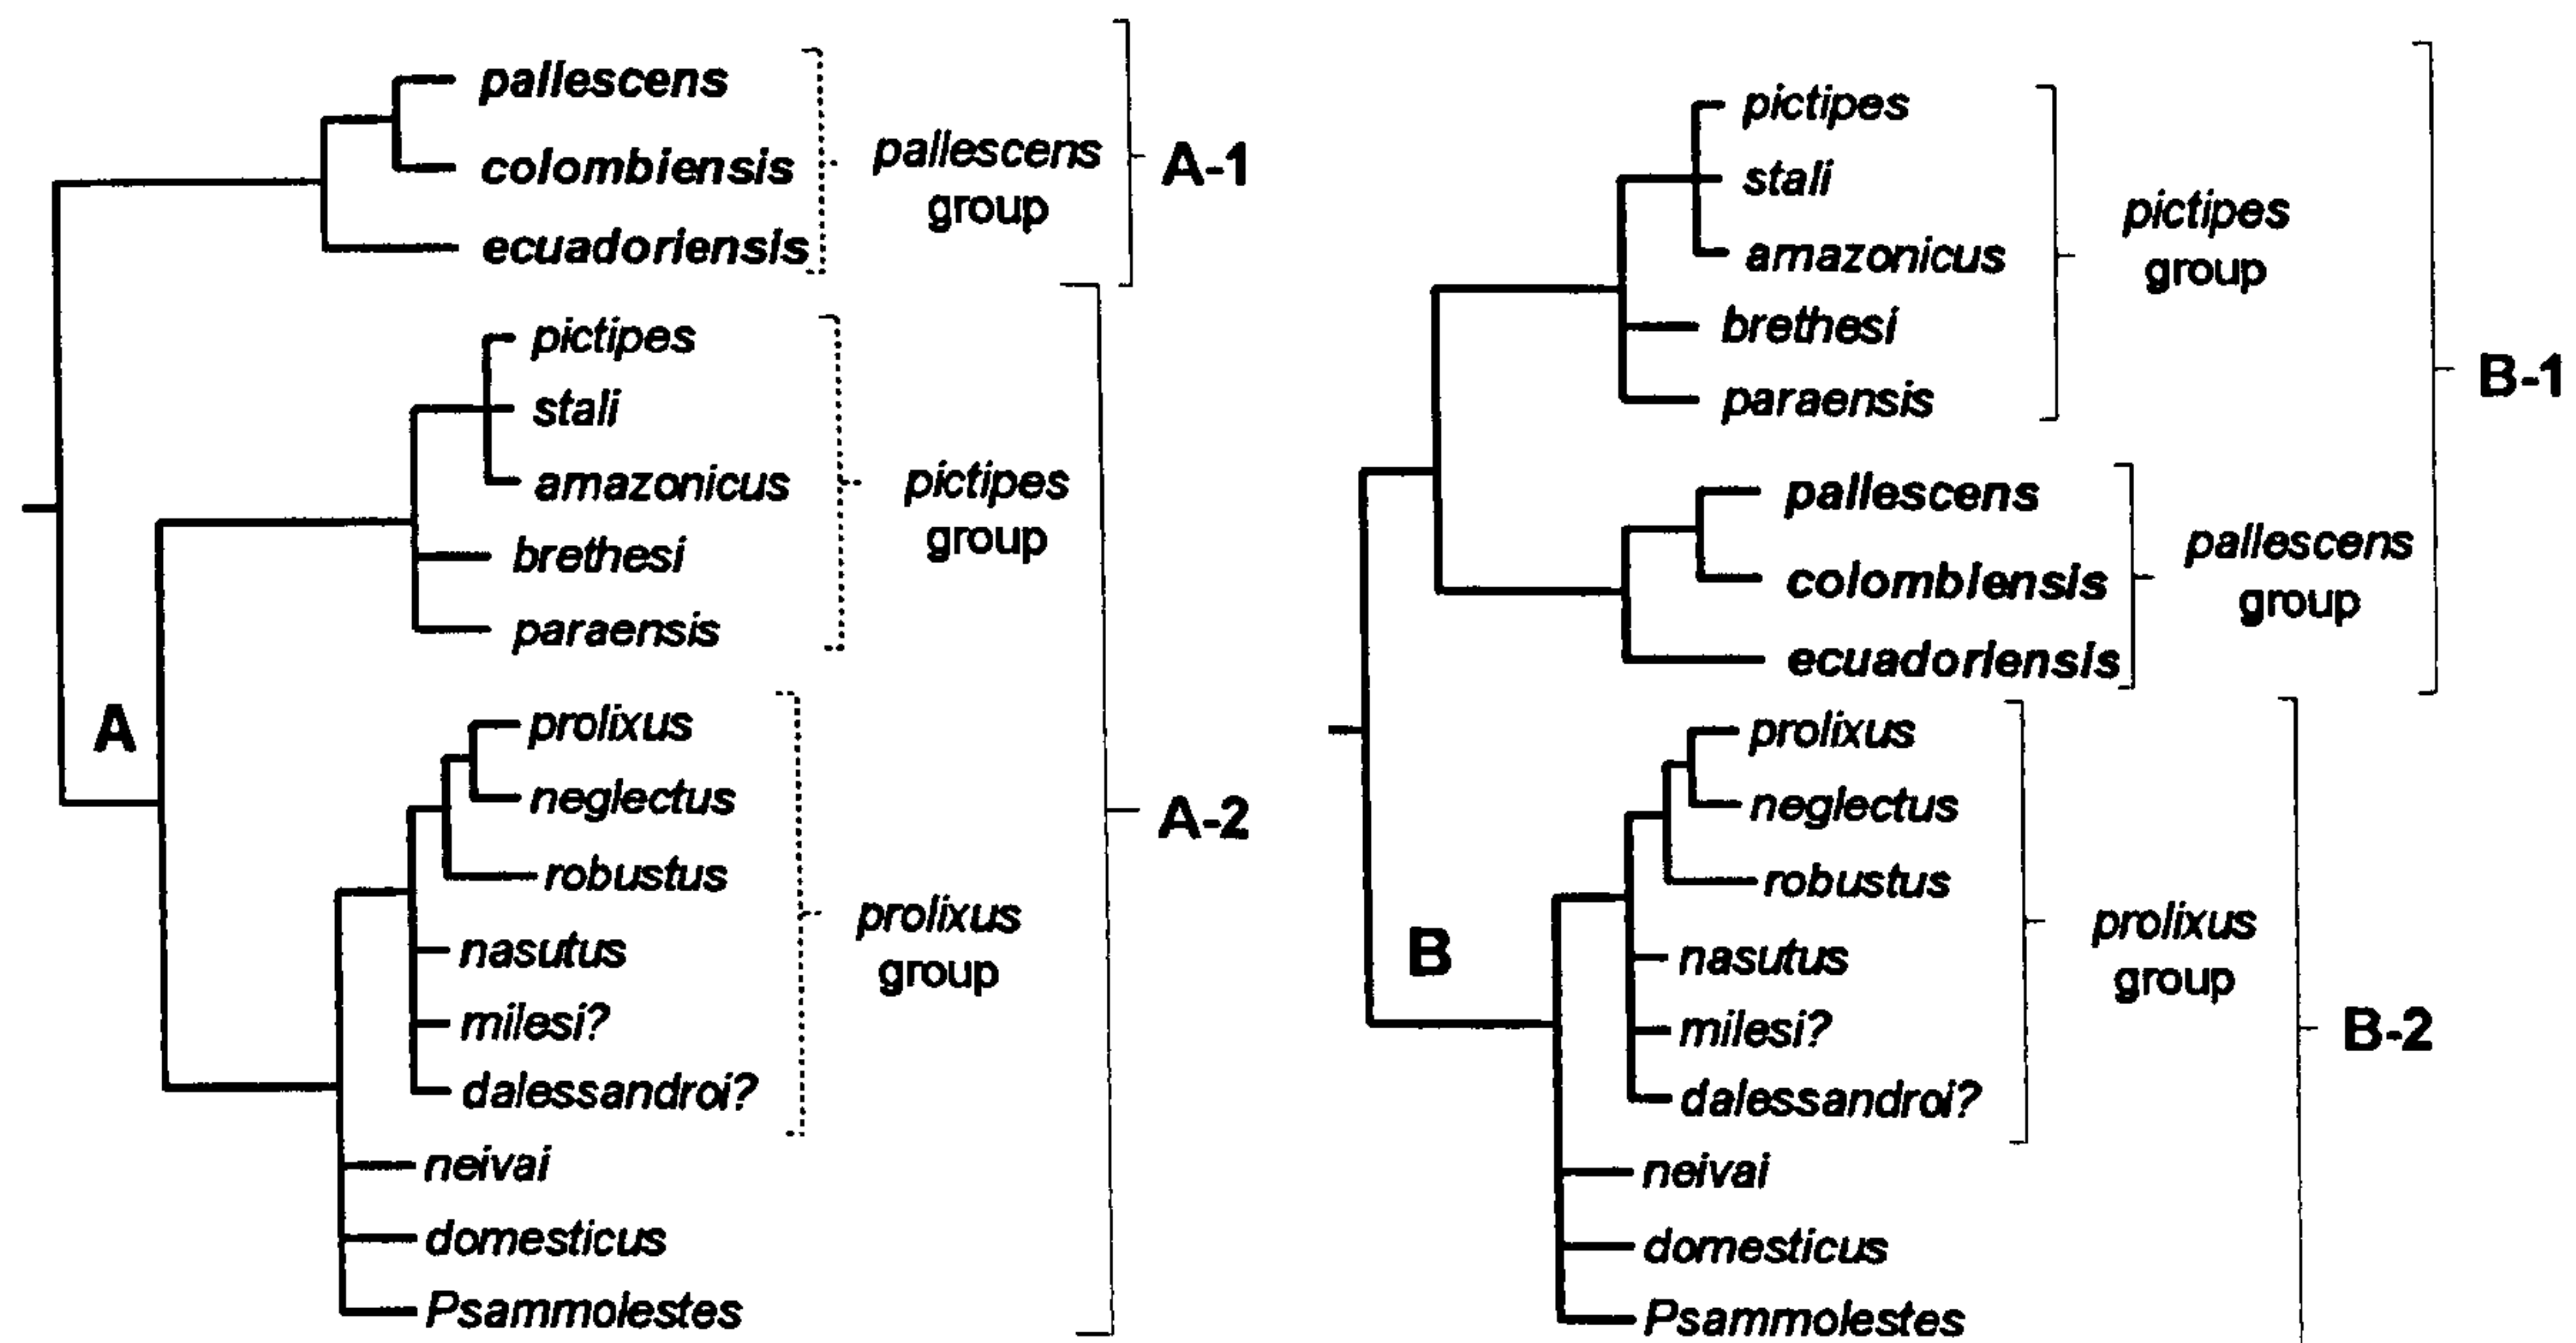 pallescens
colombiensis
ecuadoriensis
pallescens
group
A-1
pictipes
stali
amazonicus
brethesi
paraensis
pictipes
group
A
prolixus
neglectus
robustus
nasutus
milesi?
dalessandroi?
prolixus
group
A-2
neivai
domesticus
Psammolestes
pictipes
stali
amazonicus
brethesi
paraensis
pictipes
group
B-1
pallescens
colombiensis
ecuadoriensis
pallescens
group
B
prolixus
neglectus
robustus
nasutus
milesi?
dalessandroi?
prolixus
group
B-2
neivai
domesticus
Psammolestes